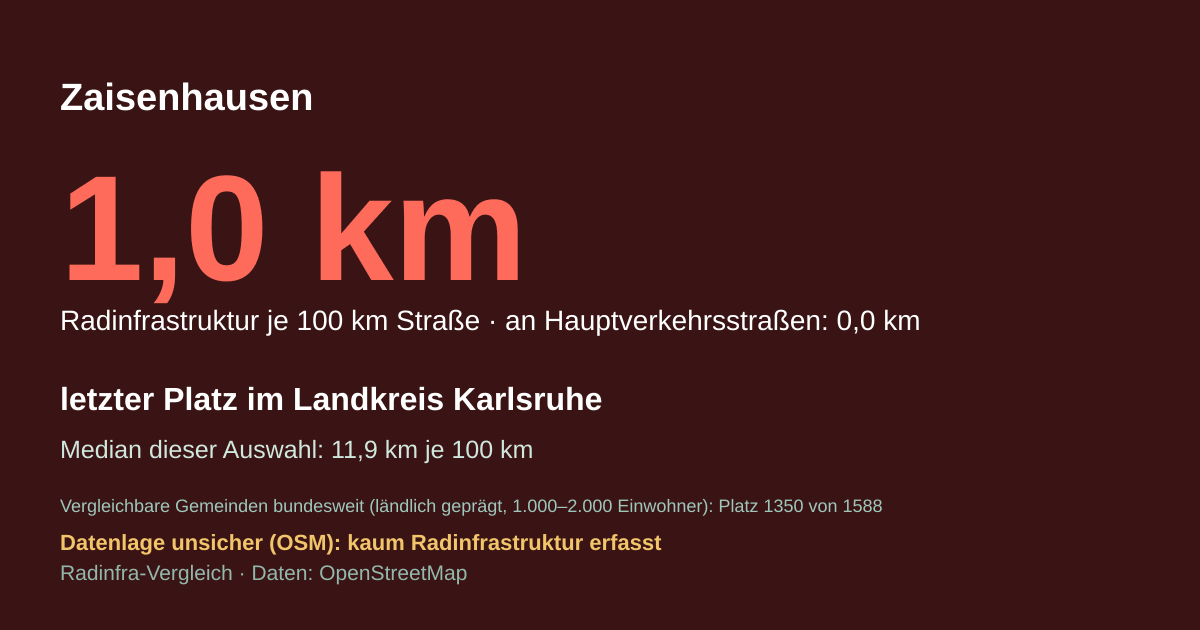 Zaisenhausen
1,0 km
Radinfrastruktur je 100 km Straße · an Hauptverkehrsstraßen: 0,0 km
letzter Platz im Landkreis Karlsruhe
Median dieser Auswahl: 11,9 km je 100 km
Vergleichbare Gemeinden bundesweit (ländlich geprägt, 1.000–2.000 Einwohner): Platz 1350 von 1588
Datenlage unsicher (OSM): kaum Radinfrastruktur erfasst
Radinfra-Vergleich · Daten: OpenStreetMap